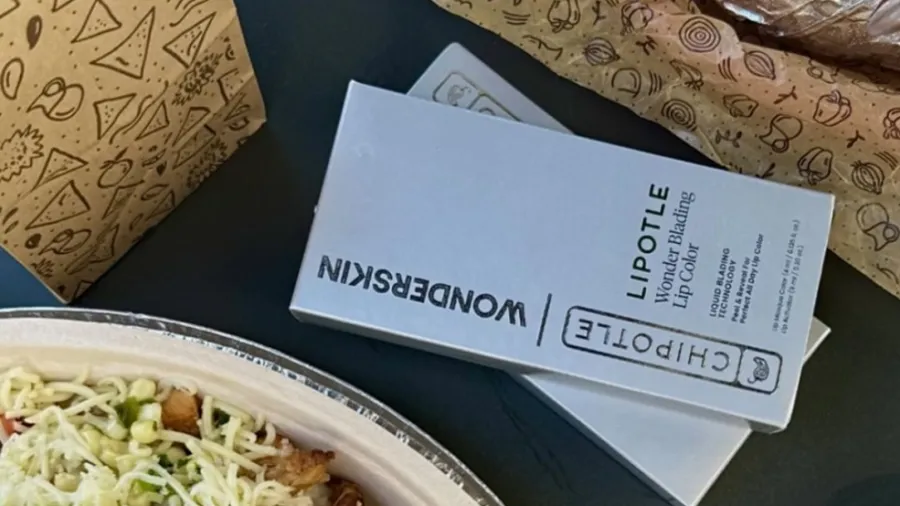 WONDERSKIN
CHIPOTLE
LIPOTLE
Wonder Blading
Lip Color
LIQUID BLADING
TECHNOLOGY
Peel & Reveal For
Perfect All Day Lip Color